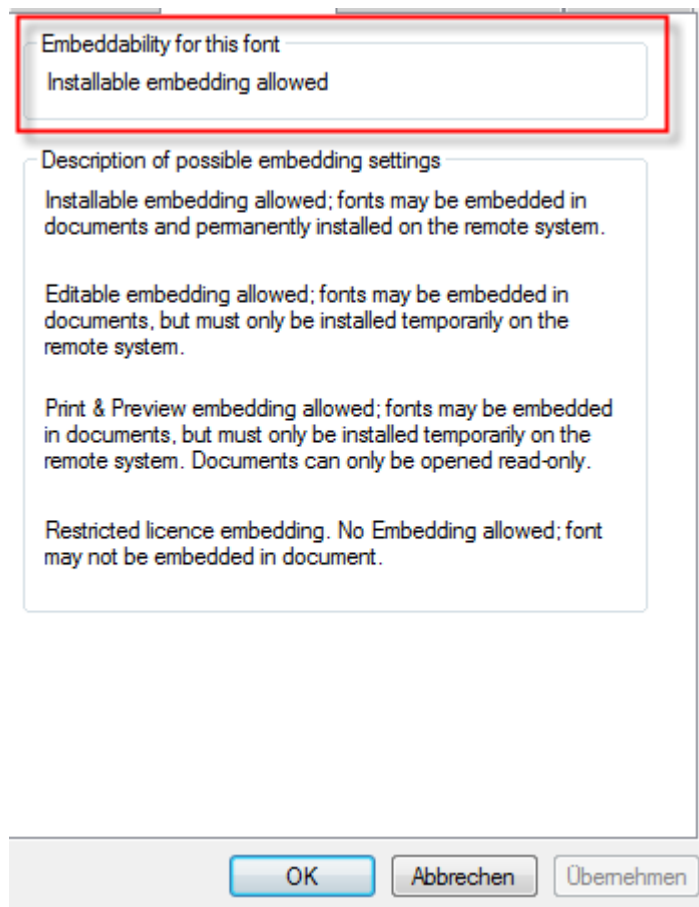 Embeddability for this font
Installable embedding allowed
Description of possible embedding settings
Installable embedding allowed; fonts may be embedded in
documents and permanently installed on the remote system.
Editable embedding allowed; fonts may be embedded in
documents, but must only be installed temporarily on the
remote system.
Print & Preview embedding allowed; fonts may be embedded
in documents, but must only be installed temporarily on the
remote system. Documents can only be opened read-only.
Restricted licence embedding. No Embedding allowed; font
may not be embedded in document.
OK Abbrechen Übernehmen